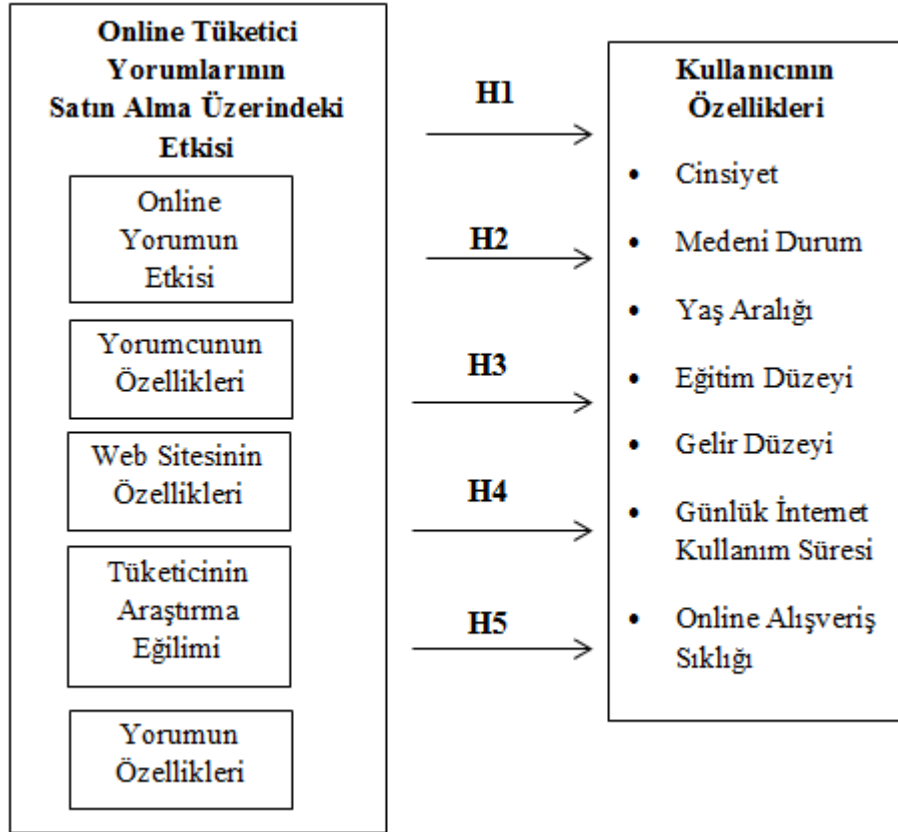 Online Tüketici
Yorumlarının
Satın Alma Üzerindeki
Etkisi
Online
Yorumun
Etkisi
Yorumcunun
Özellikleri
Web Sitesinin
Özellikleri
Tüketicinin
Araştırma
Eğilimi
Yorumun
Özellikleri
H1
H2
H3
H4
H5
Kullanıcının
Özellikleri
• Cinsiyet
• Medeni Durum
• Yaş Aralığı
• Eğitim Düzeyi
• Gelir Düzeyi
• Günlük İnternet
Kullanım Süresi
• Online Alışveriş
Sıklığı